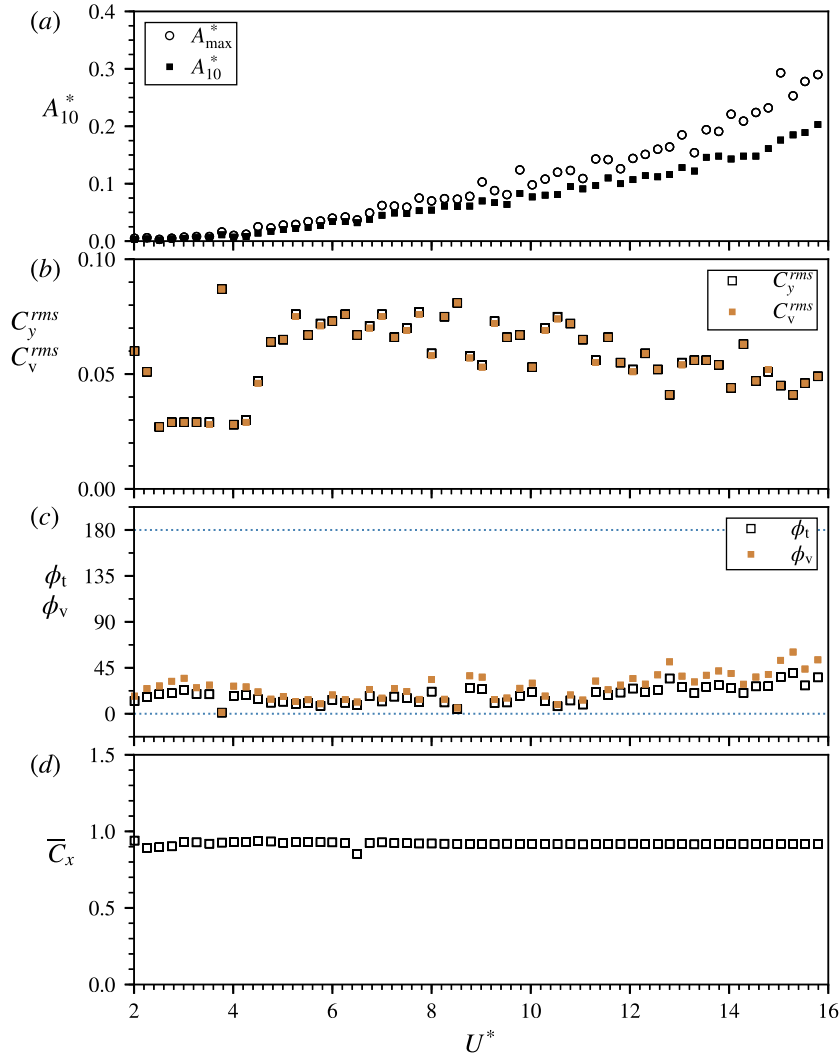 (a)
A*max
A*10
A*10
0.4
0.3
0.2
0.1
0.0
(b)
C_y^rms
C_v^rms
C_y^rms
C_v^rms
0.10
0.05
0.00
(c)
ϕt
ϕv
ϕt
ϕv
180
135
90
45
0
(d)
C̅x
1.5
1.0
0.5
0.0
2 4 6 8 10 12 14 16
U*